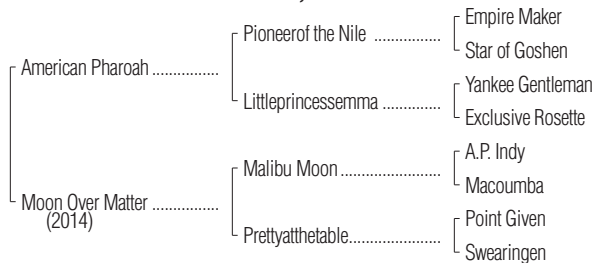 Empire Maker
Pioneerof the Nile ................
Star of Goshen
American Pharoah ................
Yankee Gentleman
Littleprincessemma ..............
Exclusive Rosette
A.P. Indy
Malibu Moon ........................
Macoumba
Moon Over Matter ................
(2014)
Point Given
Prettyatthetable......................
Swearingen